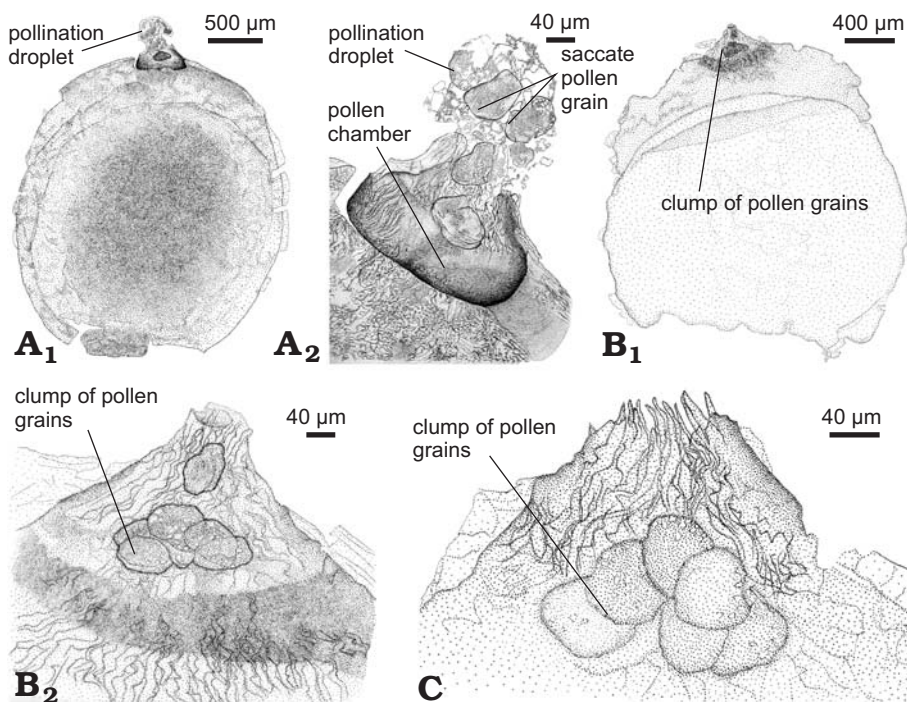 pollination
droplet
500 µm
A1
40 µm
pollination droplet
saccate
pollen
grain
pollen
chamber
A2
400 µm
clump of pollen grains
B1
clump of pollen
grains
40 µm
B2
clump of pollen
grains
40 µm
C